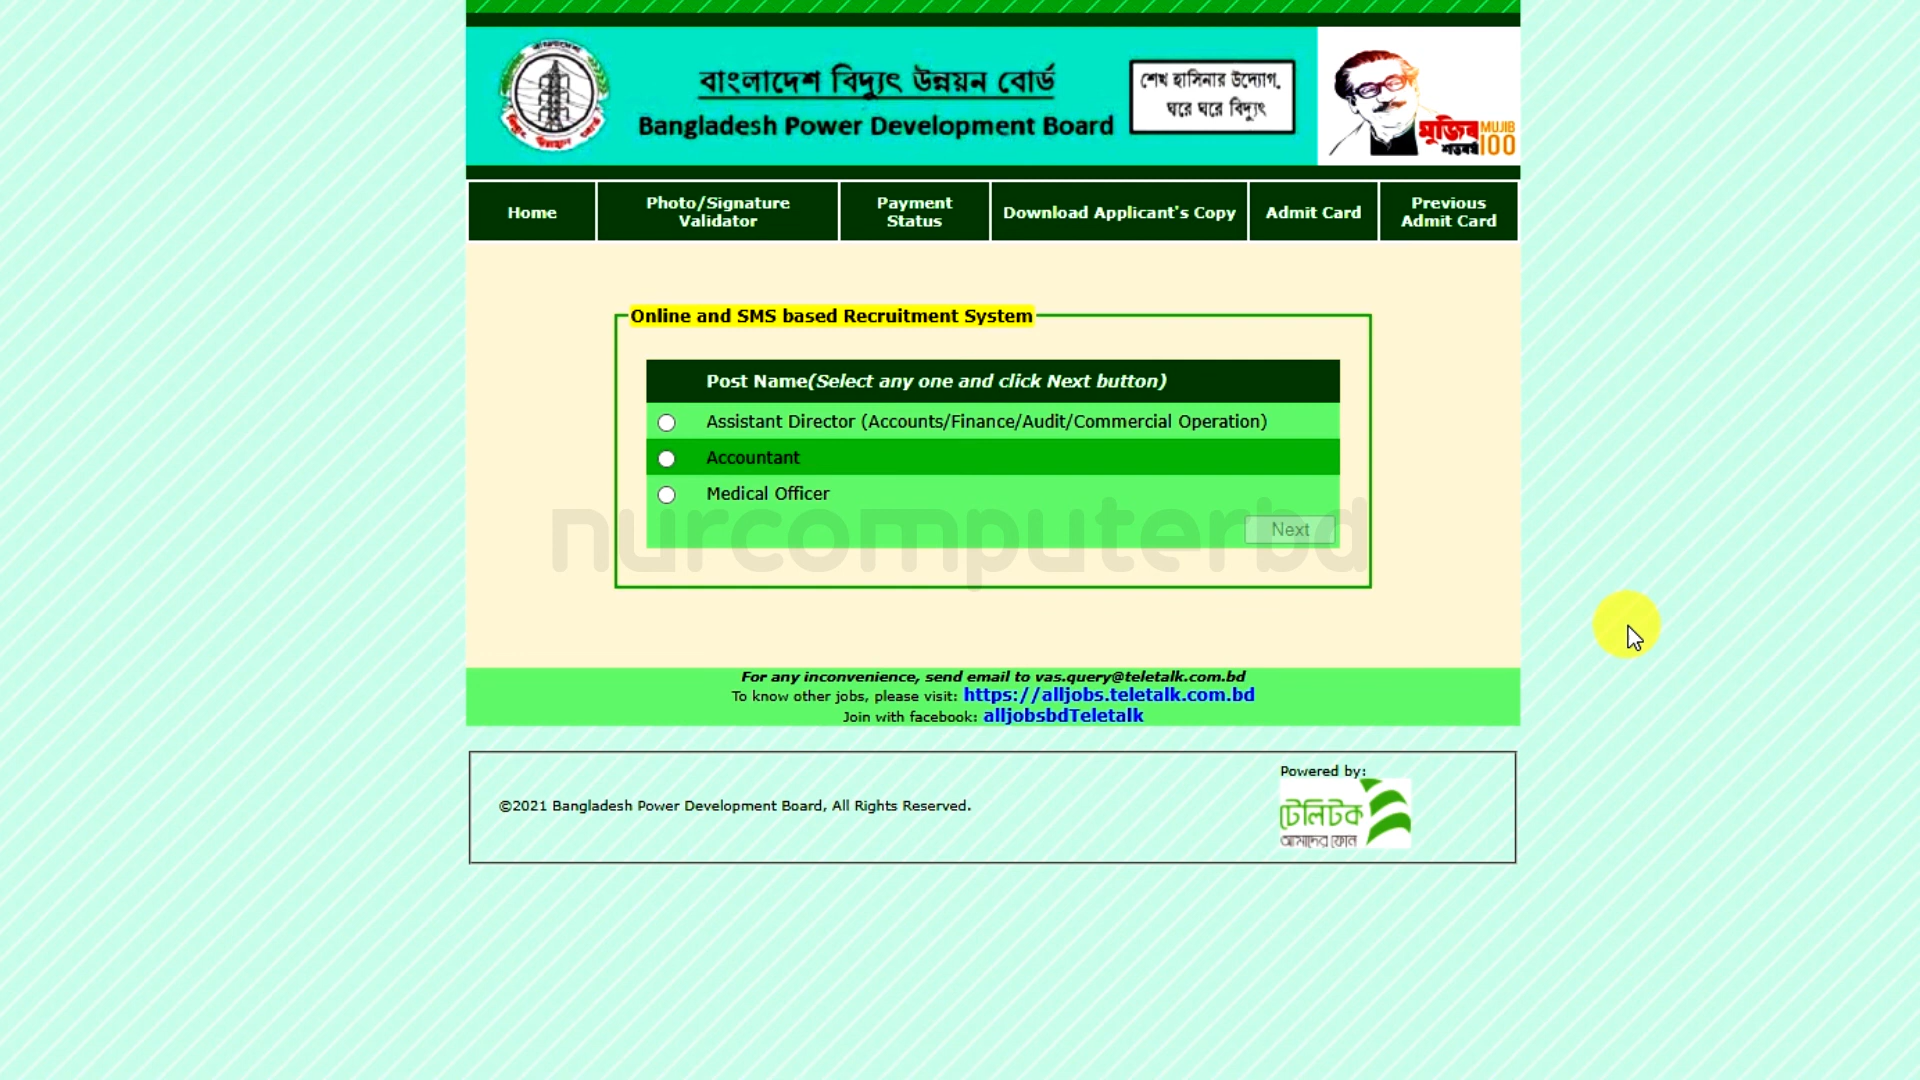 বাংলাদেশ বিদ্যুৎ উন্নয়ন বোর্ড
Bangladesh Power Development Board
শেখ হাসিনার উদ্যোগ,
ঘরে ঘরে বিদ্যুৎ
মুজিব MUJIB
শতবর্ষ 100
Home
Photo/Signature
Validator
Payment
Status
Download Applicant's Copy
Admit Card
Previous
Admit Card
Online and SMS based Recruitment System
Post Name(Select any one and click Next button)
Assistant Director (Accounts/Finance/Audit/Commercial Operation)
Accountant
Medical Officer
Next
nurcomputerbd
For any inconvenience, send email to vas.query@teletalk.com.bd
To know other jobs, please visit: https://alljobs.teletalk.com.bd
Join with facebook: alljobsbdTeletalk
©2021 Bangladesh Power Development Board, All Rights Reserved.
Powered by:
টেলিটক
আমাদের ফোন